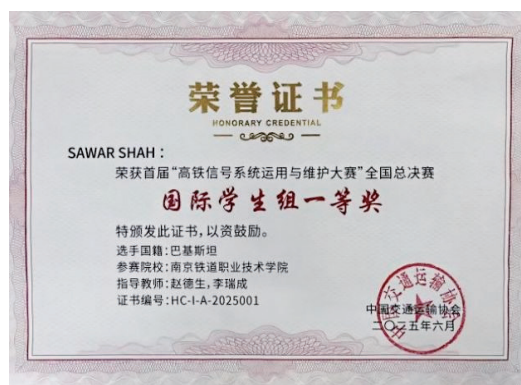 荣誉证书
HONORARY CREDENTIAL
SAWAR SHAH：
荣获首届“高铁信号系统运用与维护大赛”全国总决赛
国际学生组一等奖
特颁发此证书，以资鼓励。
选手国籍：巴基斯坦
参赛院校：南京铁道职业技术学院
指导教师：赵德生，李瑞成
证书编号：HC-I-A-2025001
中国交通运输协会
二〇二五年六月